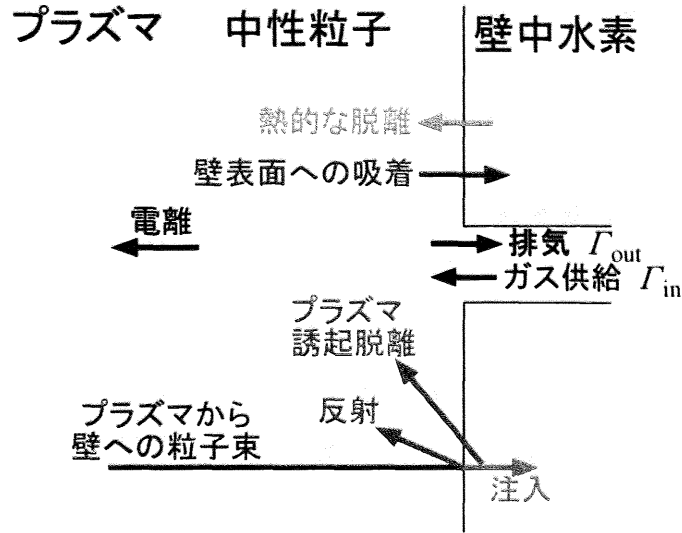 プラズマ 中性粒子 壁中水素
熱的な脱離
壁表面への吸着
電離
排気 Γout
ガス供給 Γin
プラズマ
誘起脱離
反射
プラズマから
壁への粒子束
注入